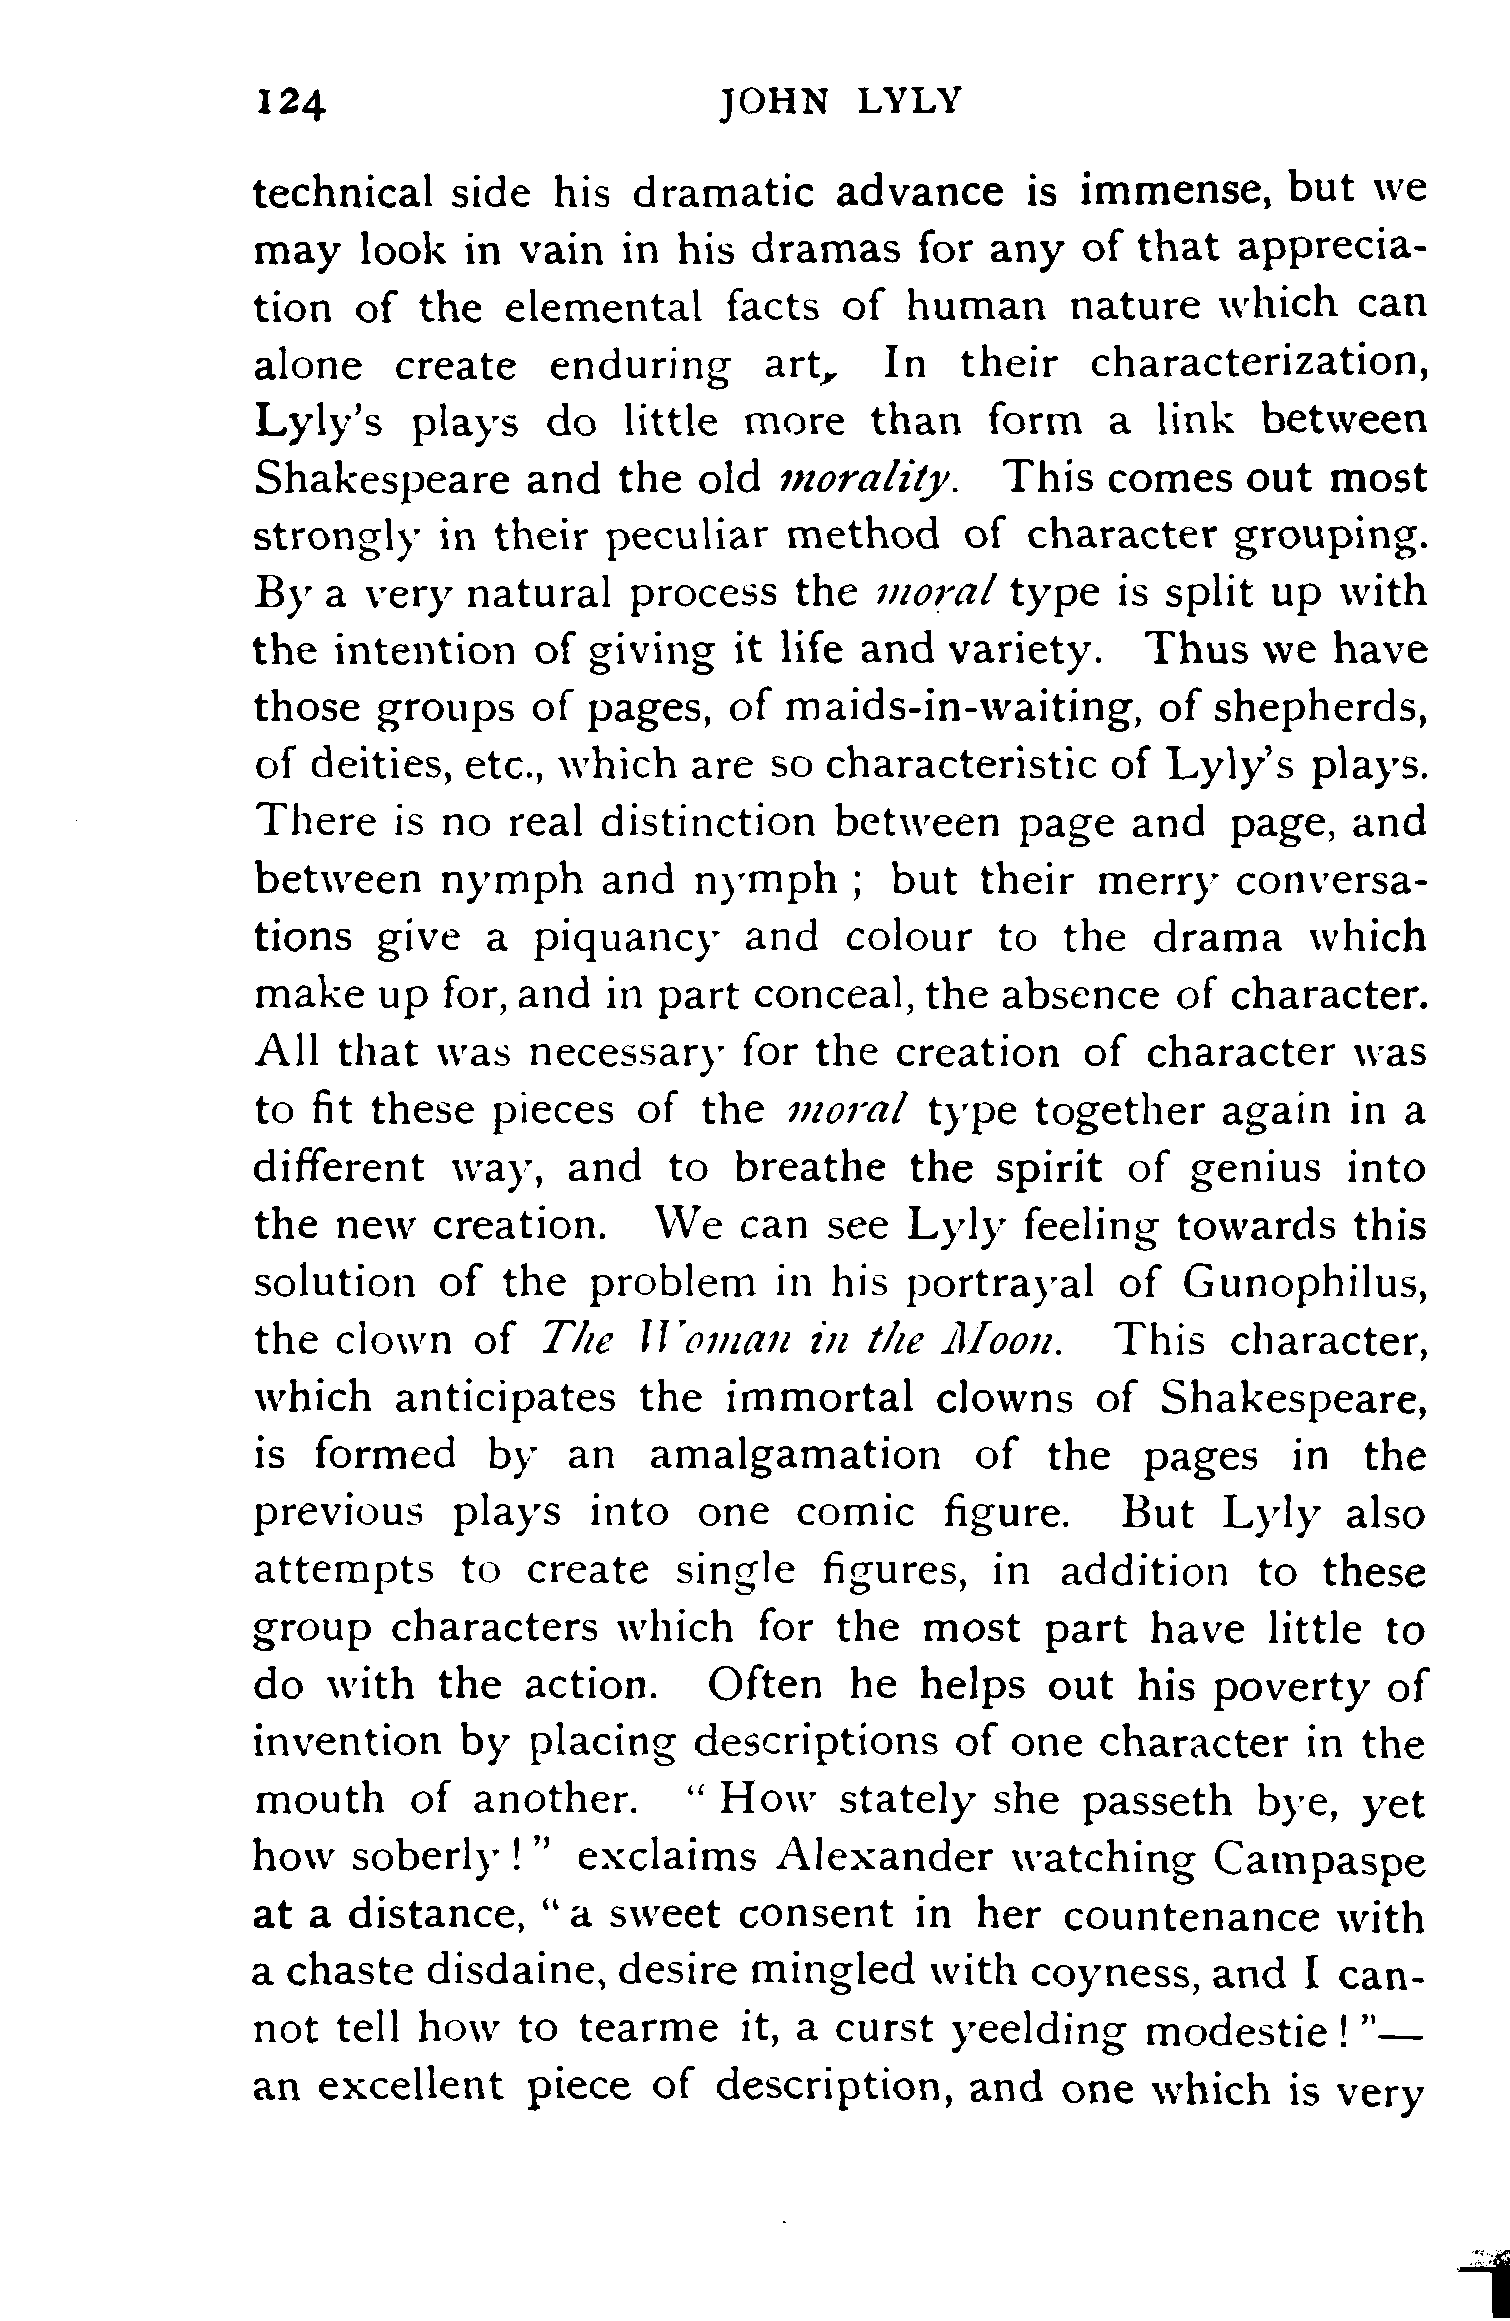 124 JOHN LYLY
technical side his dramatic advance is immense, but we
may look in vain in his dramas for any of that apprecia-
tion of the elemental facts of human nature which can
alone create enduring art, In their characterization,
Lyly's plays do little more than form a link between
Shakespeare and the old morality. This comes out most
strongly in their peculiar method of character grouping.
By a very natural process the moral type is split up with
the intention of giving it life and variety. Thus we have
those groups of pages, of maids-in-waiting, of shepherds,
of deities, etc., which are so characteristic of Lyly's plays.
There is no real distinction between page and page, and
between nymph and nymph ; but their merry conversa-
tions give a piquancy and colour to the drama which
make up for, and in part conceal, the absence of character.
All that was necessary for the creation of character was
to fit these pieces of the moral type together again in a
different way, and to breathe the spirit of genius into
the new creation. We can see Lyly feeling towards this
solution of the problem in his portrayal of Gunophilus,
the clown of The Woman in the Moon. This character,
which anticipates the immortal clowns of Shakespeare,
is formed by an amalgamation of the pages in the
previous plays into one comic figure. But Lyly also
attempts to create single figures, in addition to these
group characters which for the most part have little to
do with the action. Often he helps out his poverty of
invention by placing descriptions of one character in the
mouth of another. " How stately she passeth bye, yet
how soberly ! " exclaims Alexander watching Campaspe
at a distance, " a sweet consent in her countenance with
a chaste disdaine, desire mingled with coyness, and I can-
not tell how to tearme it, a curst yeelding modestie ! "—
an excellent piece of description, and one which is very